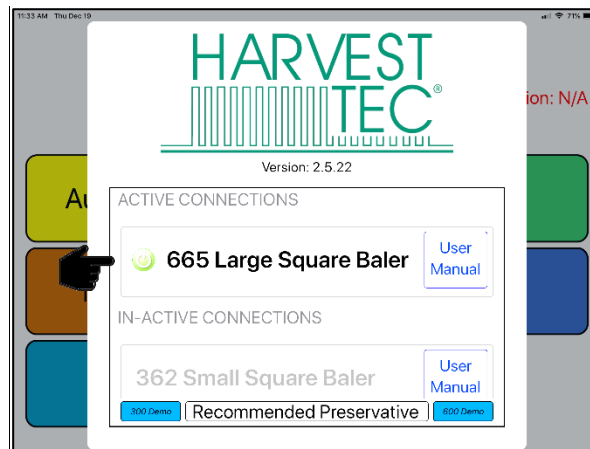 11:33 AM Thu Dec 19
71%
HARVEST
TEC®
ion: N/A
Version: 2.5.22
Au
ACTIVE CONNECTIONS
665 Large Square Baler
User
Manual
IN-ACTIVE CONNECTIONS
362 Small Square Baler
User
Manual
300 Demo
Recommended Preservative
600 Demo